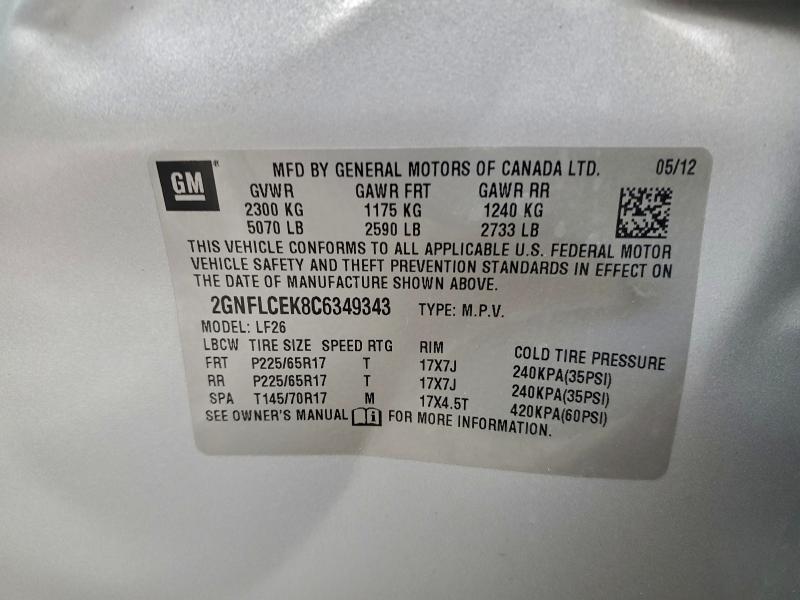 GM MFD BY GENERAL MOTORS OF CANADA LTD. 05/12
GVWR GAWR FRT GAWR RR
2300 KG 1175 KG 1240 KG
5070 LB 2590 LB 2733 LB
THIS VEHICLE CONFORMS TO ALL APPLICABLE U.S. FEDERAL MOTOR
VEHICLE SAFETY AND THEFT PREVENTION STANDARDS IN EFFECT ON
THE DATE OF MANUFACTURE SHOWN ABOVE.
2GNFLCEK8C6349343 TYPE: M.P.V.
MODEL: LF26
LBCW TIRE SIZE SPEED RTG RIM COLD TIRE PRESSURE
FRT P225/65R17 T 17X7J 240KPA(35PSI)
RR P225/65R17 T 17X7J 240KPA(35PSI)
SPA T145/70R17 M 17X4.5T 420KPA(60PSI)
SEE OWNER'S MANUAL FOR MORE INFORMATION.